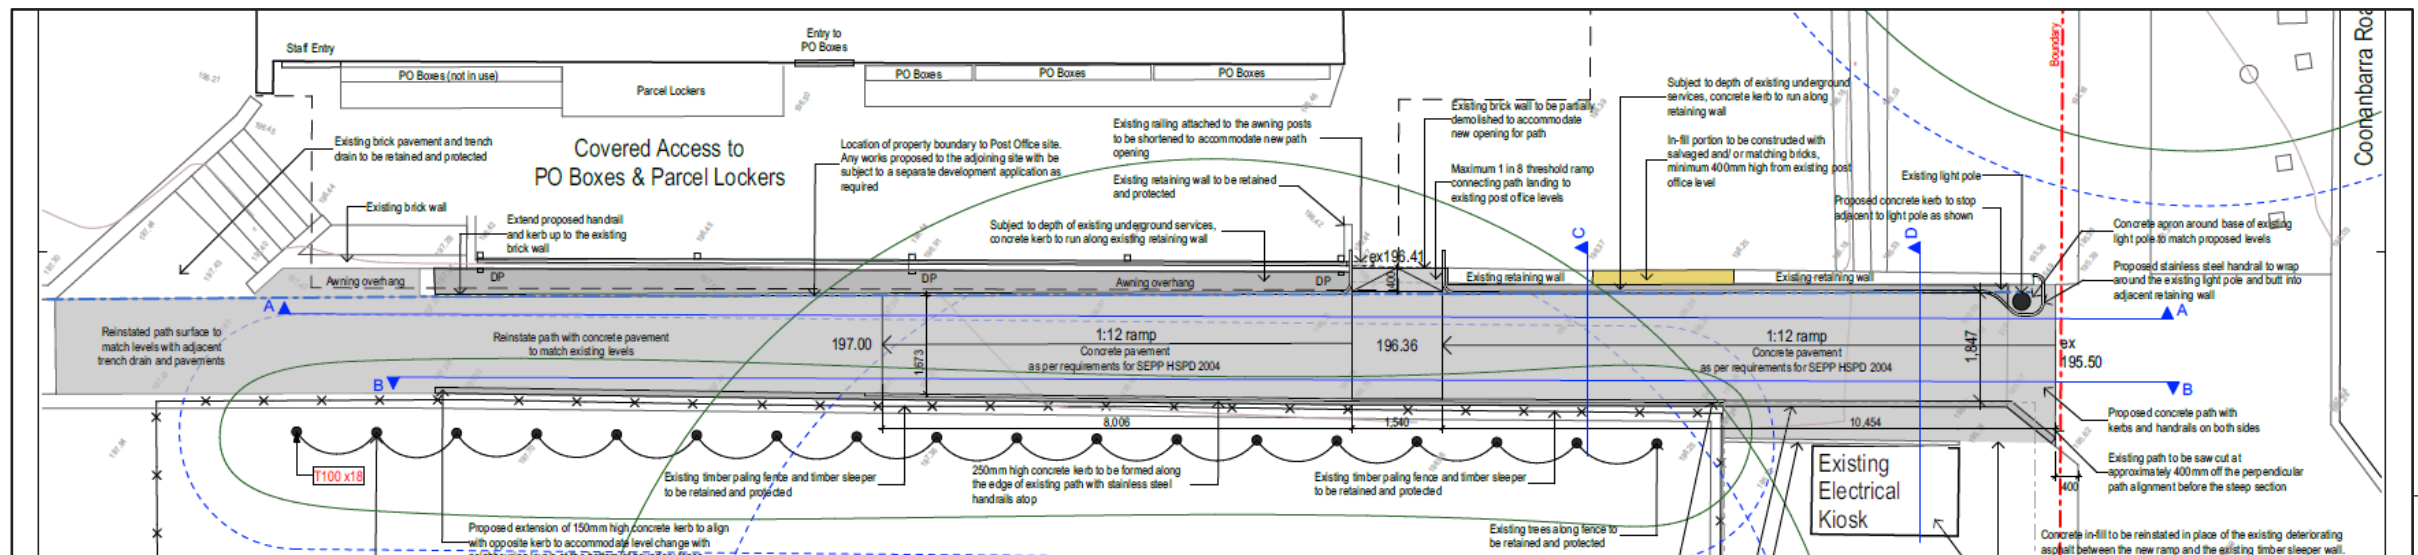 Staff Entry
Entry to
PO Boxes
PO Boxes (not in use)
Parcel Lockers
PO Boxes
PO Boxes
PO Boxes
Covered Access to
PO Boxes & Parcel Lockers
Existing brick pavement and trench
drain to be retained and protected
Existing brick wall
Extend proposed handrail
and kerb up to the existing
brick wall
Location of property boundary to Post Office site.
Any works proposed to the adjoining site with be
subject to a separate development application as
required
Existing railing attached to the awning posts
to be shortened to accommodate new path
opening
Existing retaining wall to be retained
and protected
Subject to depth of existing underground services,
concrete kerb to run along existing retaining wall
Existing brick wall to be partially
demolished to accommodate
new opening for path
Maximum 1 in 8 threshold ramp
connecting path landing to
existing post office levels
Subject to depth of existing underground
services, concrete kerb to run along
retaining wall
In-fill portion to be constructed with
salvaged and/ or matching bricks,
minimum 400mm high from existing post
office level
Existing light pole
Proposed concrete kerb to stop
adjacent to light pole as shown
Boundary
Coonanbarra Roa
Concrete apron around base of existing
light pole to match proposed levels
Proposed stainless steel handrail to wrap
around the existing light pole and butt into
adjacent retaining wall
Awning overhang
DP
DP
Awning overhang
DP
ex196.41
400
Existing retaining wall
Existing retaining wall
C
D
A
A
B
B
Reinstated path surface to
match levels with adjacent
trench drain and pavements
Reinstate path with concrete pavement
to match existing levels
197.00
1,673
1:12 ramp
Concrete pavement
as per requirements for SEPP HSPD 2004
196.36
1:12 ramp
Concrete pavement
as per requirements for SEPP HSPD 2004
1,847
ex
195.50
8,006
1,540
10,454
400
T100 x18
Existing timber paling fence and timber sleeper
to be retained and protected
250mm high concrete kerb to be formed along
the edge of existing path with stainless steel
handrails atop
Existing timber paling fence and timber sleeper
to be retained and protected
Existing trees along fence to
be retained and protected
Existing
Electrical
Kiosk
Proposed concrete path with
kerbs and handrails on both sides
Existing path to be saw cut at
approximately 400mm off the perpendicular
path alignment before the steep section
Proposed extension of 150mm high concrete kerb to align
with opposite kerb to accommodate level change with
Concrete in-fill to be reinstated in place of the existing deteriorating
asphalt between the new ramp and the existing timber sleeper wall.